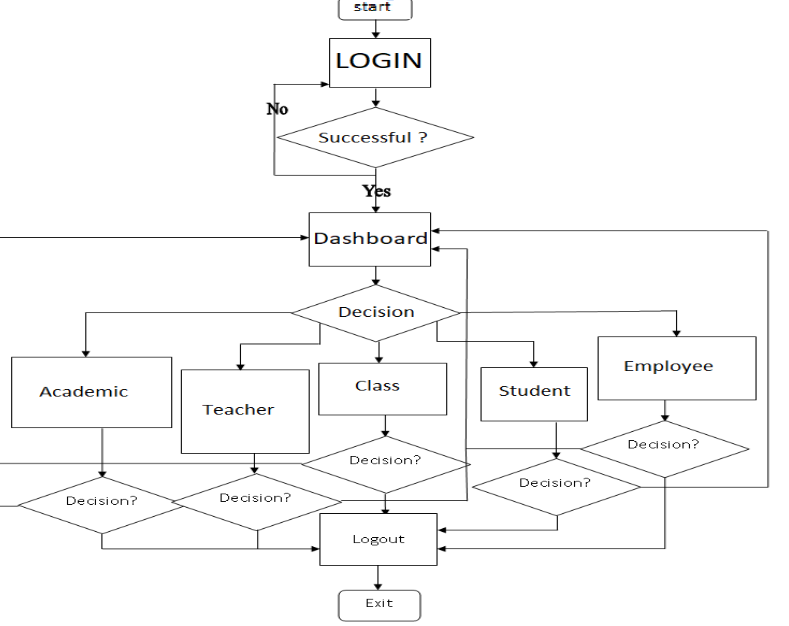 start
LOGIN
No
Successful ?
Yes
Dashboard
Decision
Academic
Teacher
Class
Student
Employee
Decision?
Decision?
Decision?
Decision?
Decision?
Logout
Exit